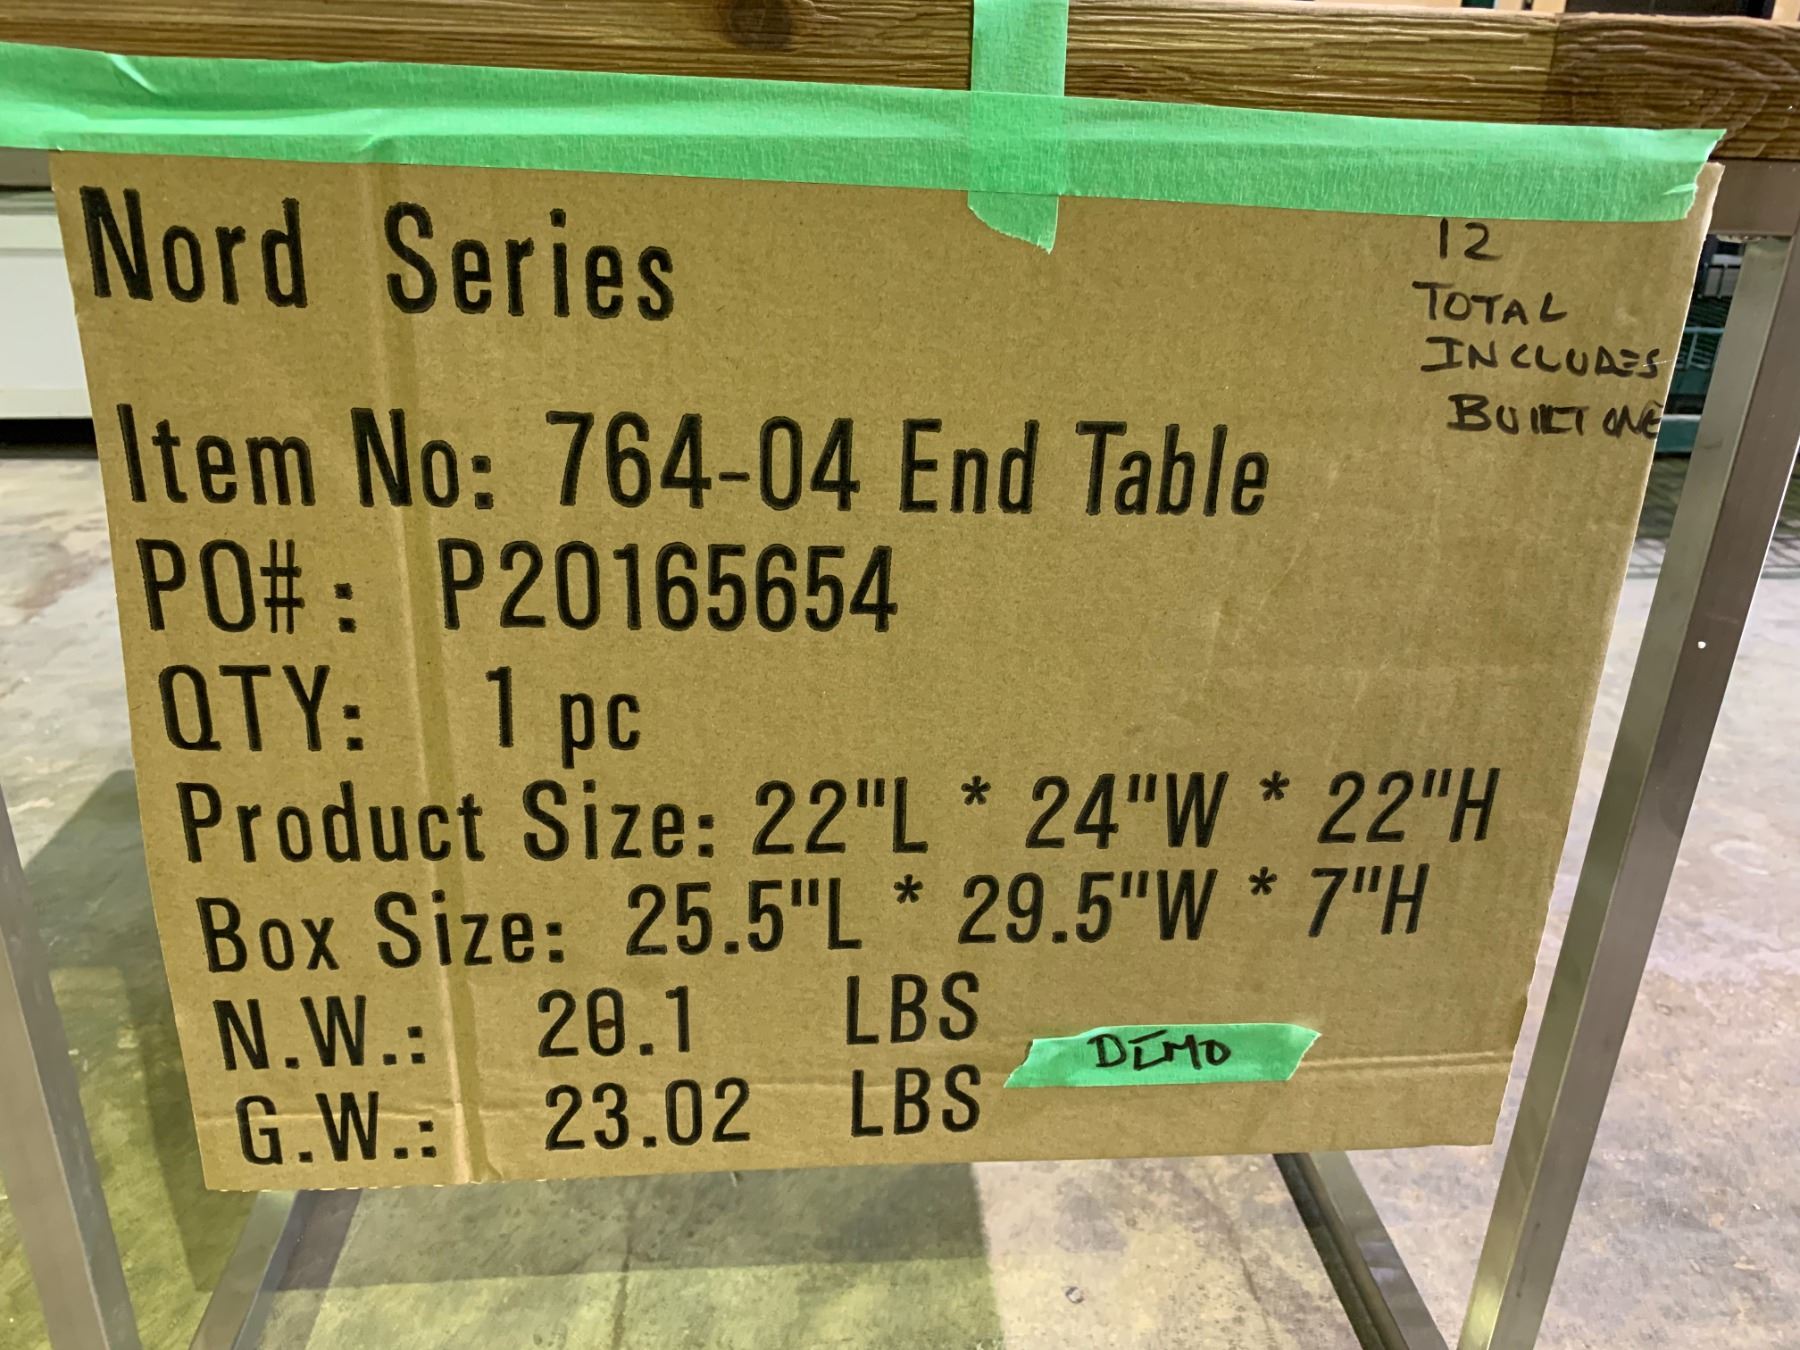 Nord Series
12
TOTAL
INCLUDES
BUILT ONE
Item No: 764-04 End Table
PO#: P20165654
QTY: 1 pc
Product Size: 22"L * 24"W * 22"H
Box Size: 25.5"L * 29.5"W * 7"H
N.W.: 20.1 LBS
DEMO
G.W.: 23.02 LBS